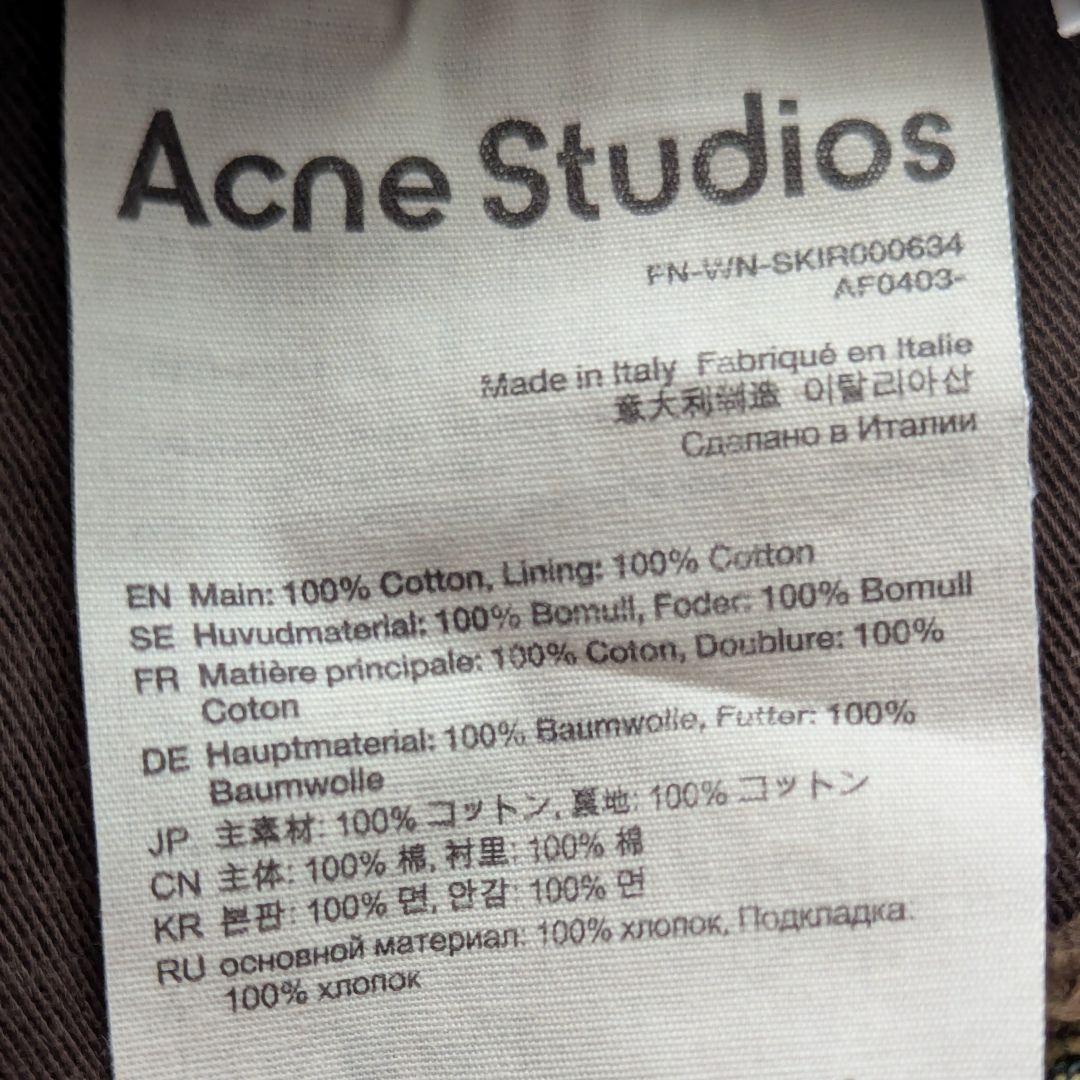 Acne Studios
FN-WN-SKIR000634
AF0403-
Made in Italy Fabriqué en Italie
意大利制造 이탈리아산
Сделано в Италии
EN Main: 100% Cotton, Lining: 100% Cotton
SE Huvudmaterial: 100% Bomull, Foder: 100% Bomull
FR Matière principale: 100% Coton, Doublure: 100%
Coton
DE Hauptmaterial: 100% Baumwolle, Futter: 100%
Baumwolle
JP 主素材: 100% コットン, 裏地: 100% コットン
CN 主体: 100% 棉, 衬里: 100% 棉
KR 본판: 100% 면, 안감: 100% 면
RU основной материал: 100% хлопок, Подкладка:
100% хлопок